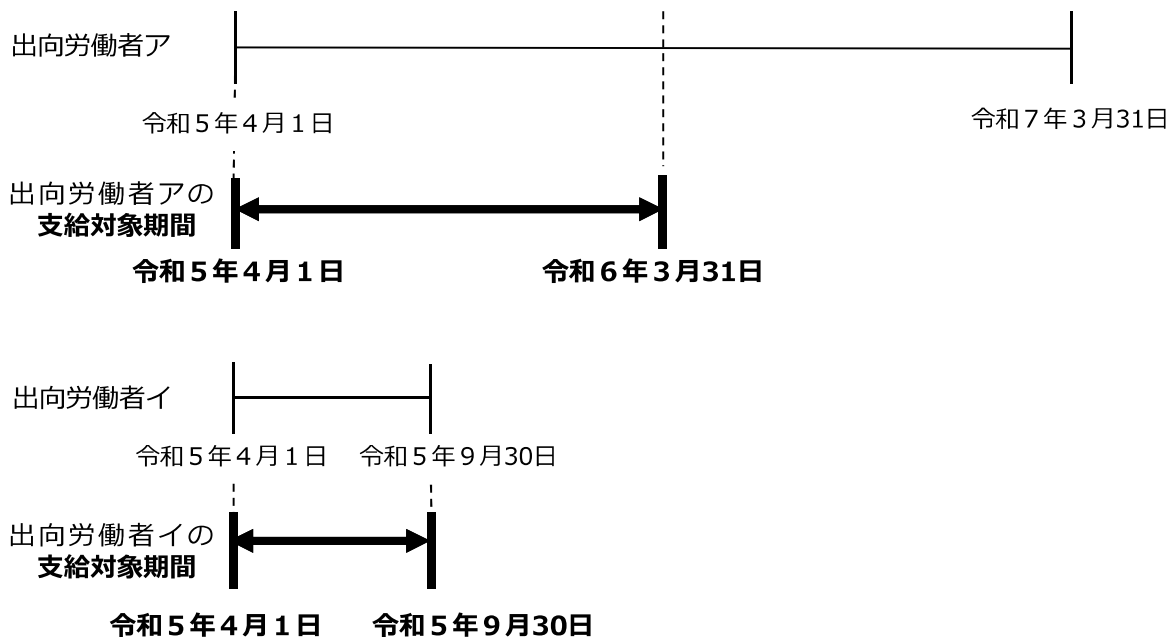 出向労働者ア
令和５年４月１日
令和７年３月31日
出向労働者アの
支給対象期間
令和５年４月１日
令和６年３月31日
出向労働者イ
令和５年４月１日
令和５年９月30日
出向労働者イの
支給対象期間
令和５年４月１日
令和５年９月30日